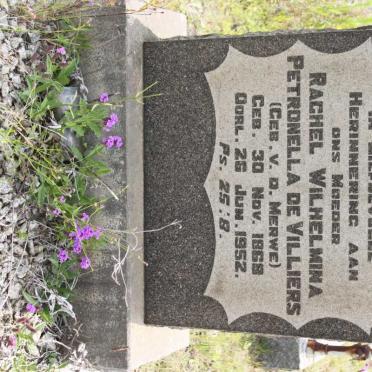 HERINNERING AAN
ONS MOEDER
RACHEL WILHELMINA
PETRONELLA DE VILLIERS
(GEB. V. D. MERWE)
GEB. 30 NOV. 1868
OORL. 26 JUNI 1952.
PS. 25:8.